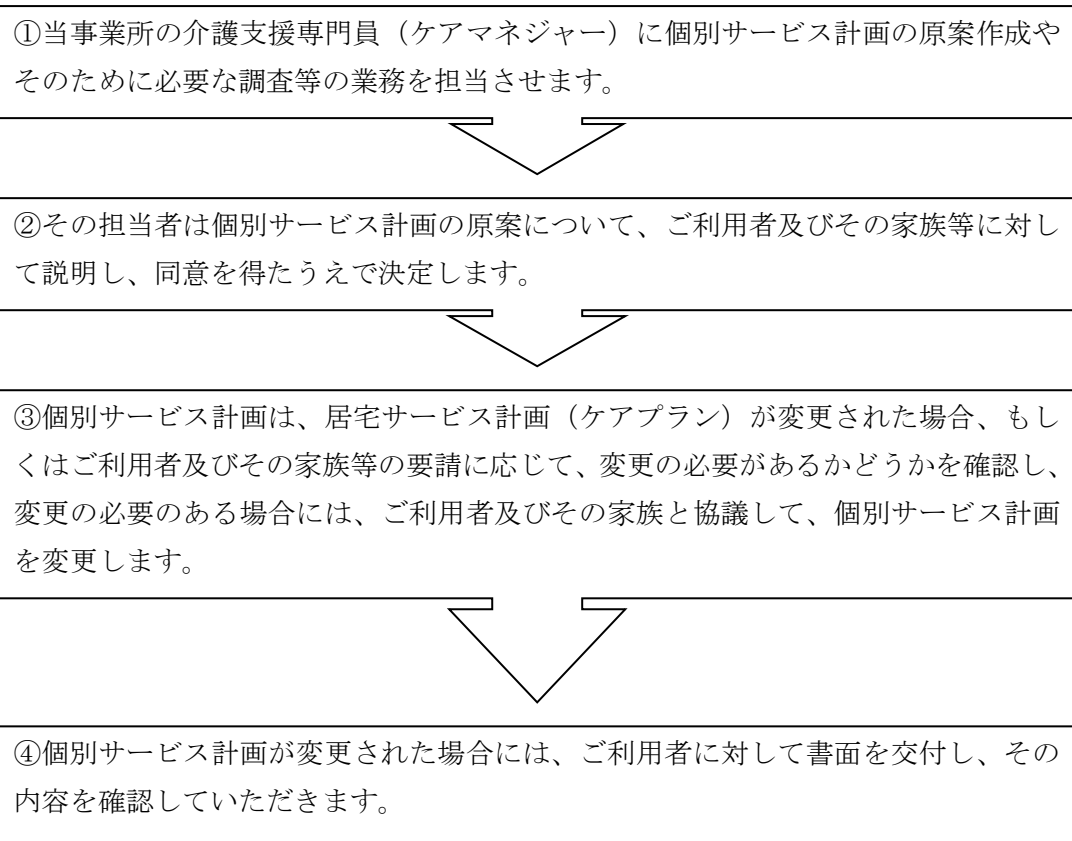 ①当事業所の介護支援専門員（ケアマネジャー）に個別サービス計画の原案作成や
そのために必要な調査等の業務を担当させます。
②その担当者は個別サービス計画の原案について、ご利用者及びその家族等に対し
て説明し、同意を得たうえで決定します。
③個別サービス計画は、居宅サービス計画（ケアプラン）が変更された場合、もし
くはご利用者及びその家族等の要請に応じて、変更の必要があるかどうかを確認し、
変更の必要のある場合には、ご利用者及びその家族と協議して、個別サービス計画
を変更します。
④個別サービス計画が変更された場合には、ご利用者に対して書面を交付し、その
内容を確認していただきます。